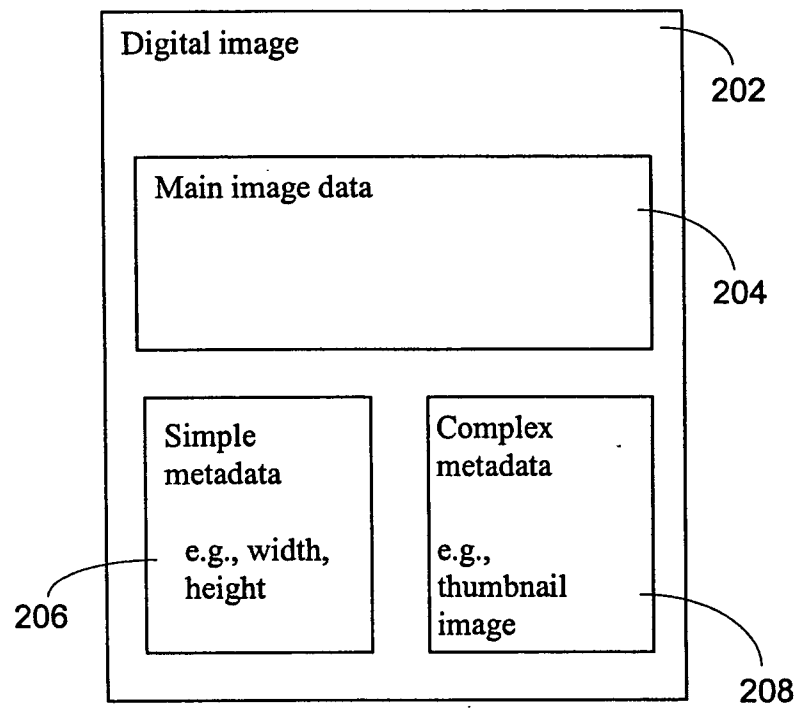 Digital image
202
Main image data
204
Simple
metadata
e.g., width,
height
206
Complex
metadata
e.g.,
thumbnail
image
208